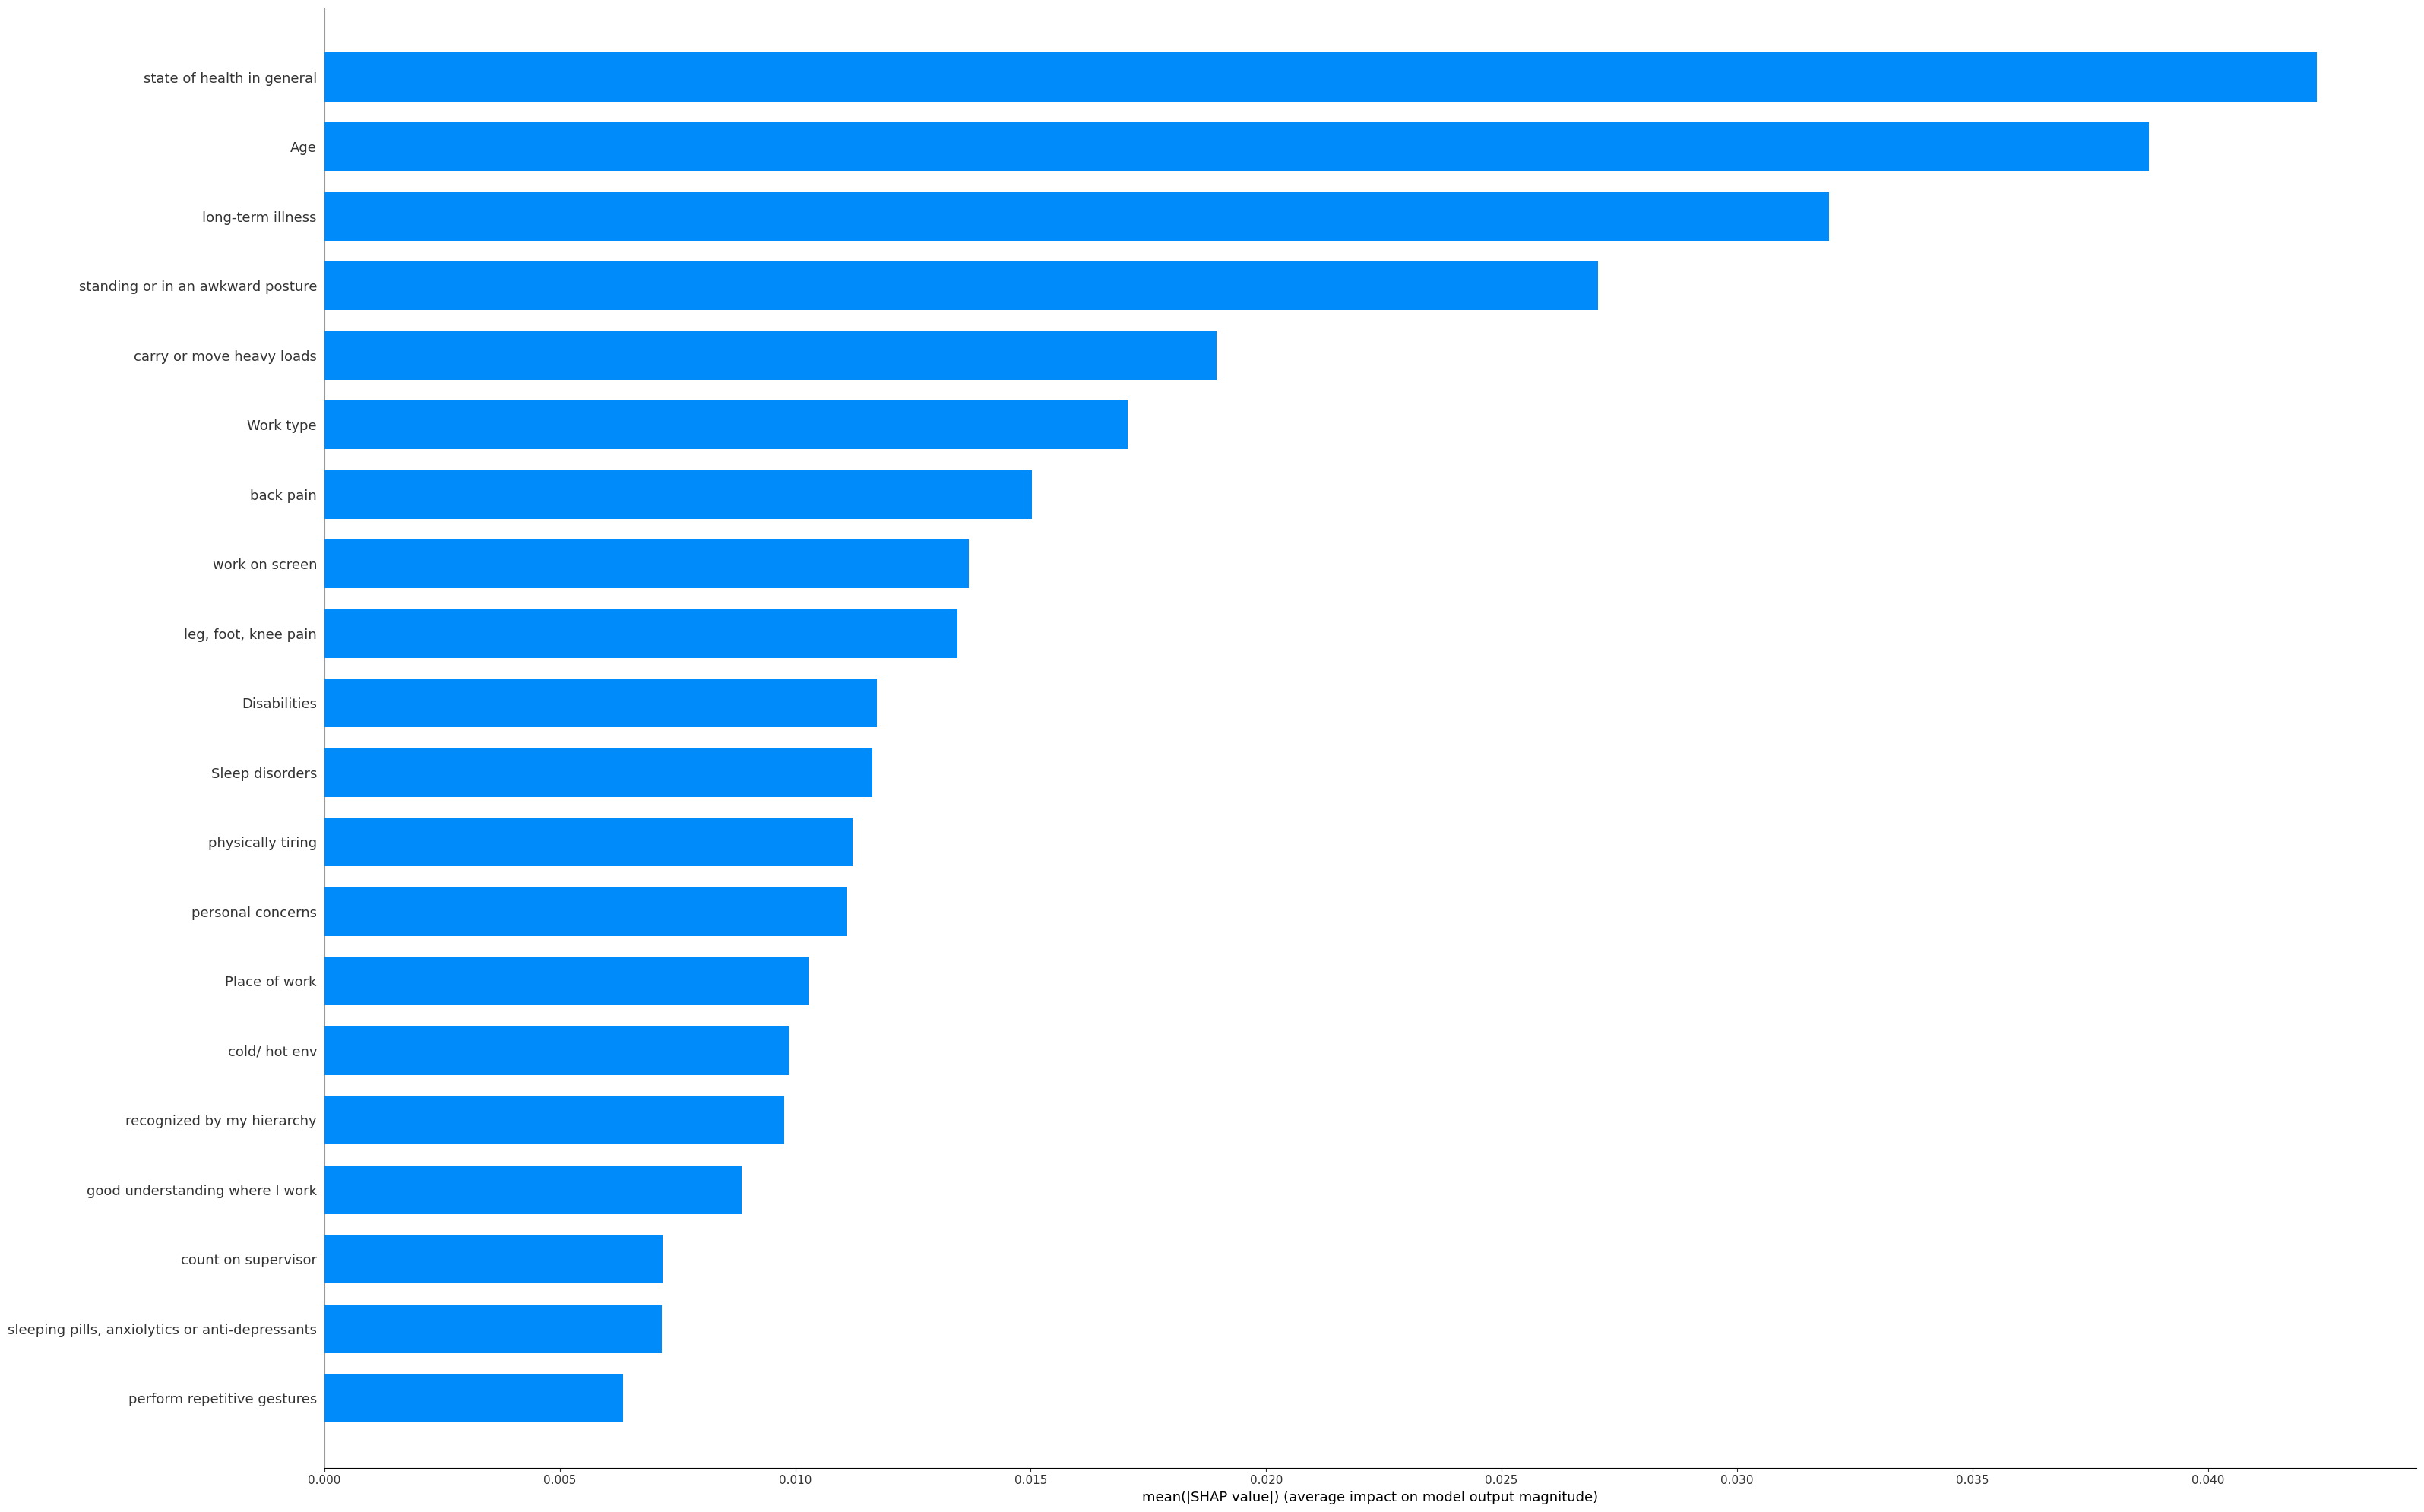 state of health in general
Age
long-term illness
standing or in an awkward posture
carry or move heavy loads
Work type
back pain
work on screen
leg, foot, knee pain
Disabilities
Sleep disorders
physically tiring
personal concerns
Place of work
cold/ hot env
recognized by my hierarchy
good understanding where I work
count on supervisor
sleeping pills, anxiolytics or anti-depressants
perform repetitive gestures
0.000 0.005 0.010 0.015 0.020 0.025 0.030 0.035 0.040
mean(|SHAP value|) (average impact on model output magnitude)